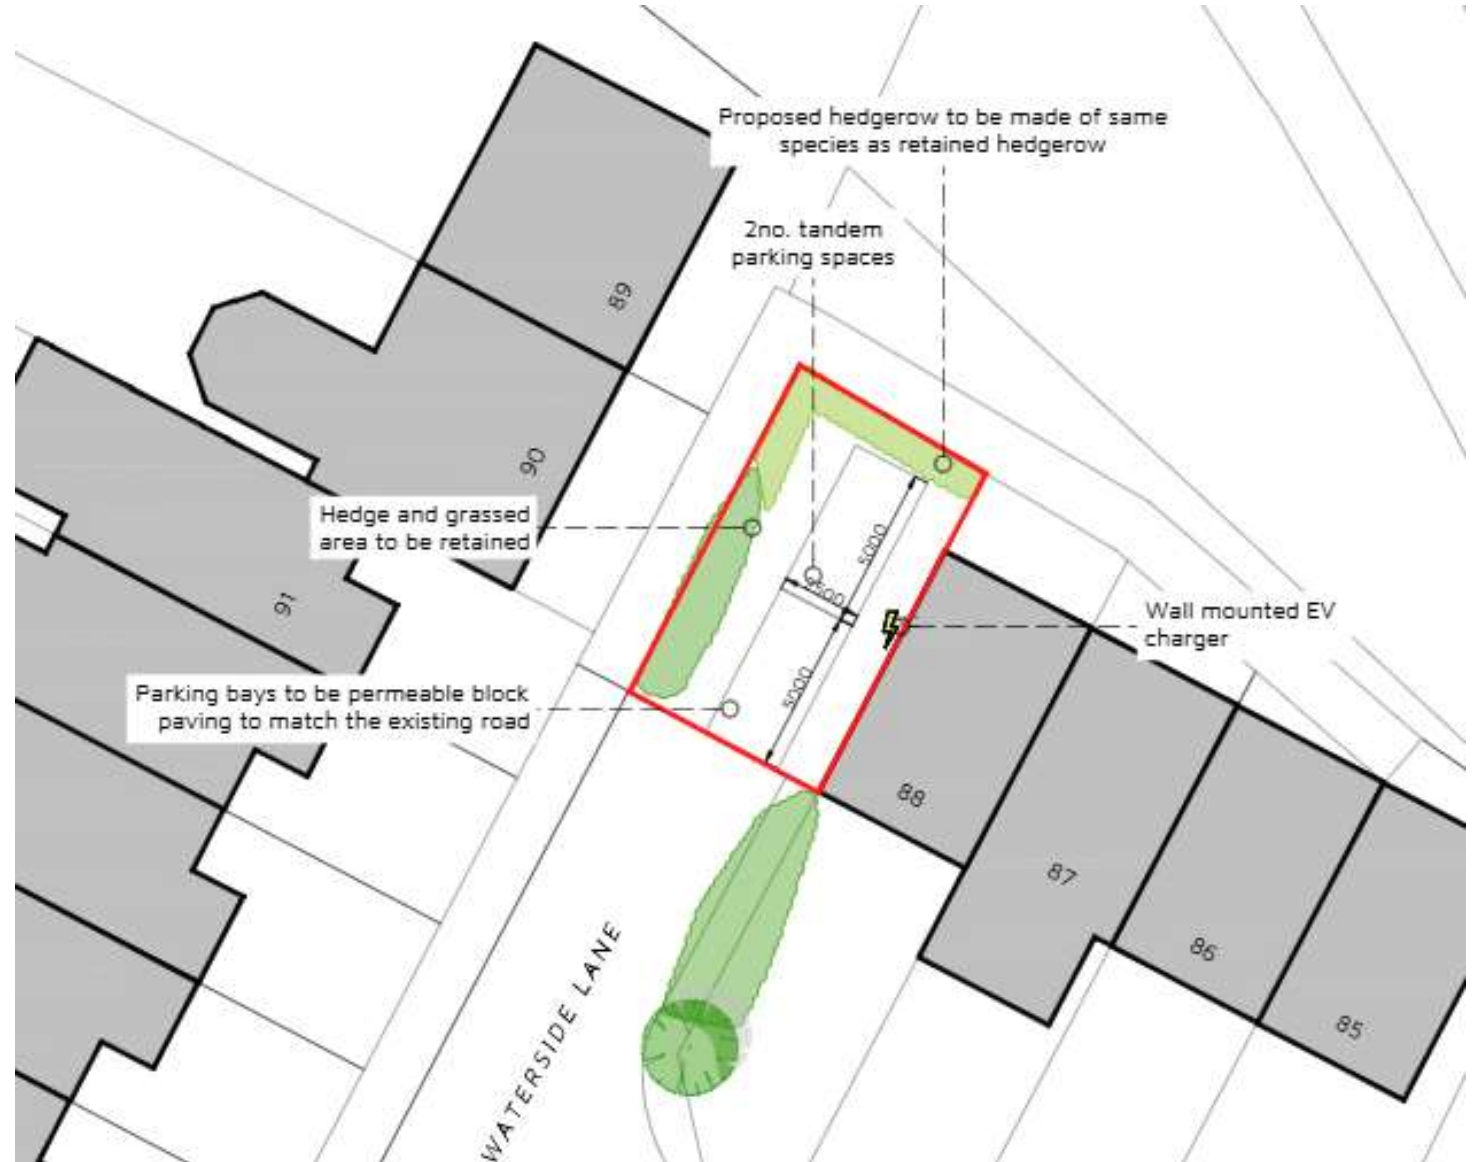 Proposed hedgerow to be made of same
species as retained hedgerow
2no. tandem
parking spaces
89
90
Hedge and grassed
area to be retained
5000
91
Wall mounted EV
charger
Parking bays to be permeable block
paving to match the existing road
5000
88
87
86
85
WATERSIDE LANE